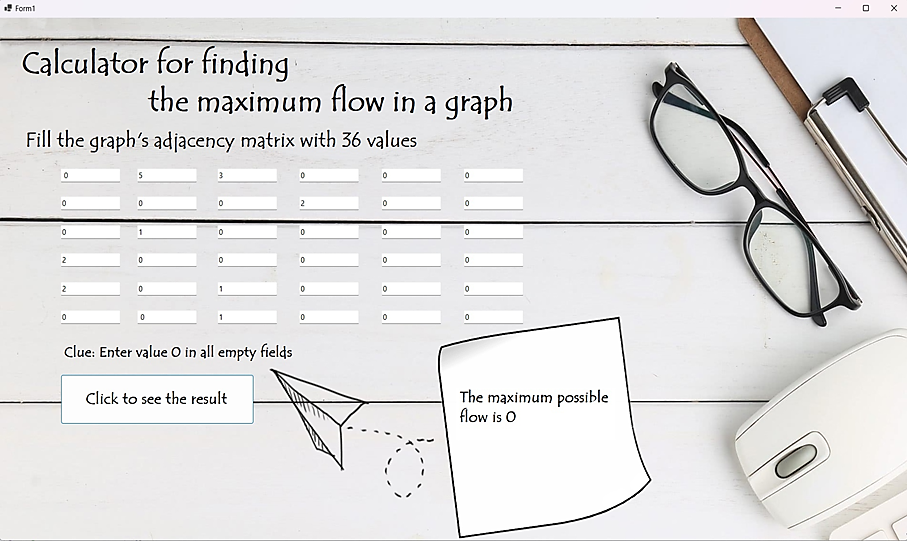 Form1
Calculator for finding
the maximum flow in a graph
Fill the graph's adjacency matrix with 36 values
0 5 3 0 0 0
0 0 0 2 0 0
0 1 0 0 0 0
2 0 0 0 0 0
2 0 1 0 0 0
0 0 1 0 0 0
Clue: Enter value 0 in all empty fields
Click to see the result
The maximum possible
flow is 0